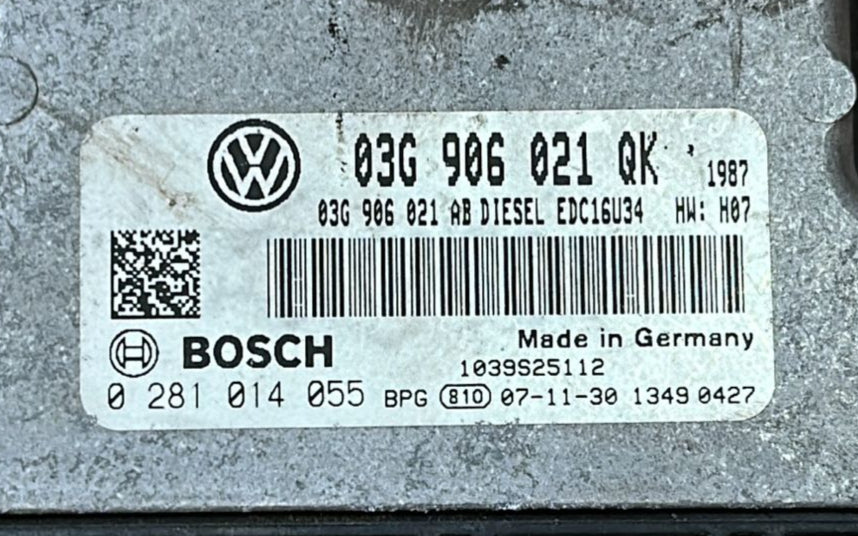 03G 906 021 QK 1987
03G 906 021 AB DIESEL EDC16U34 HW: H07
BOSCH
Made in Germany
1039S25112
0 281 014 055 BPG 810 07-11-30 1349 0427